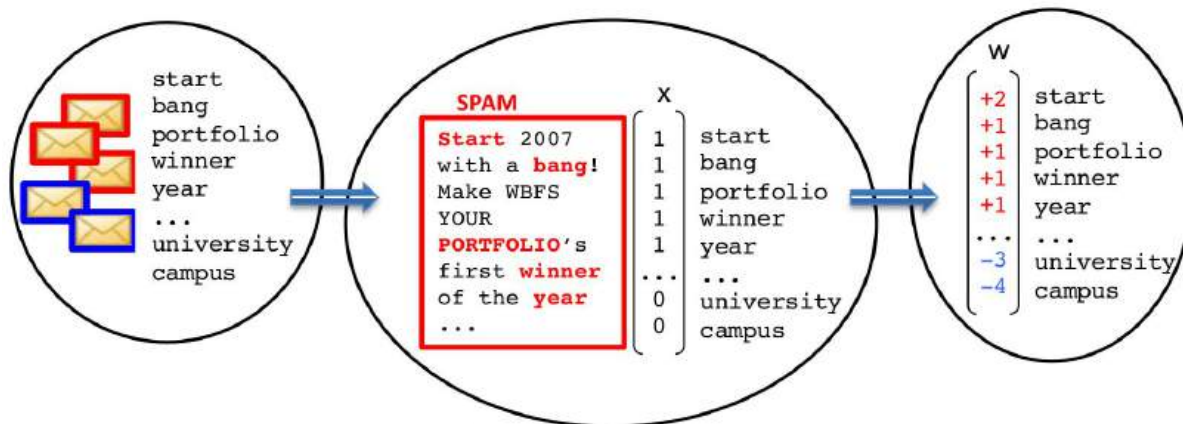 start
bang
portfolio
winner
year
...
university
campus
SPAM
Start 2007
with a bang!
Make WBFS
YOUR
PORTFOLIO's
first winner
of the year
...
X
1 start
1 bang
1 portfolio
1 winner
1 year
... ...
0 university
0 campus
W
+2 start
+1 bang
+1 portfolio
+1 winner
+1 year
... ...
-3 university
-4 campus